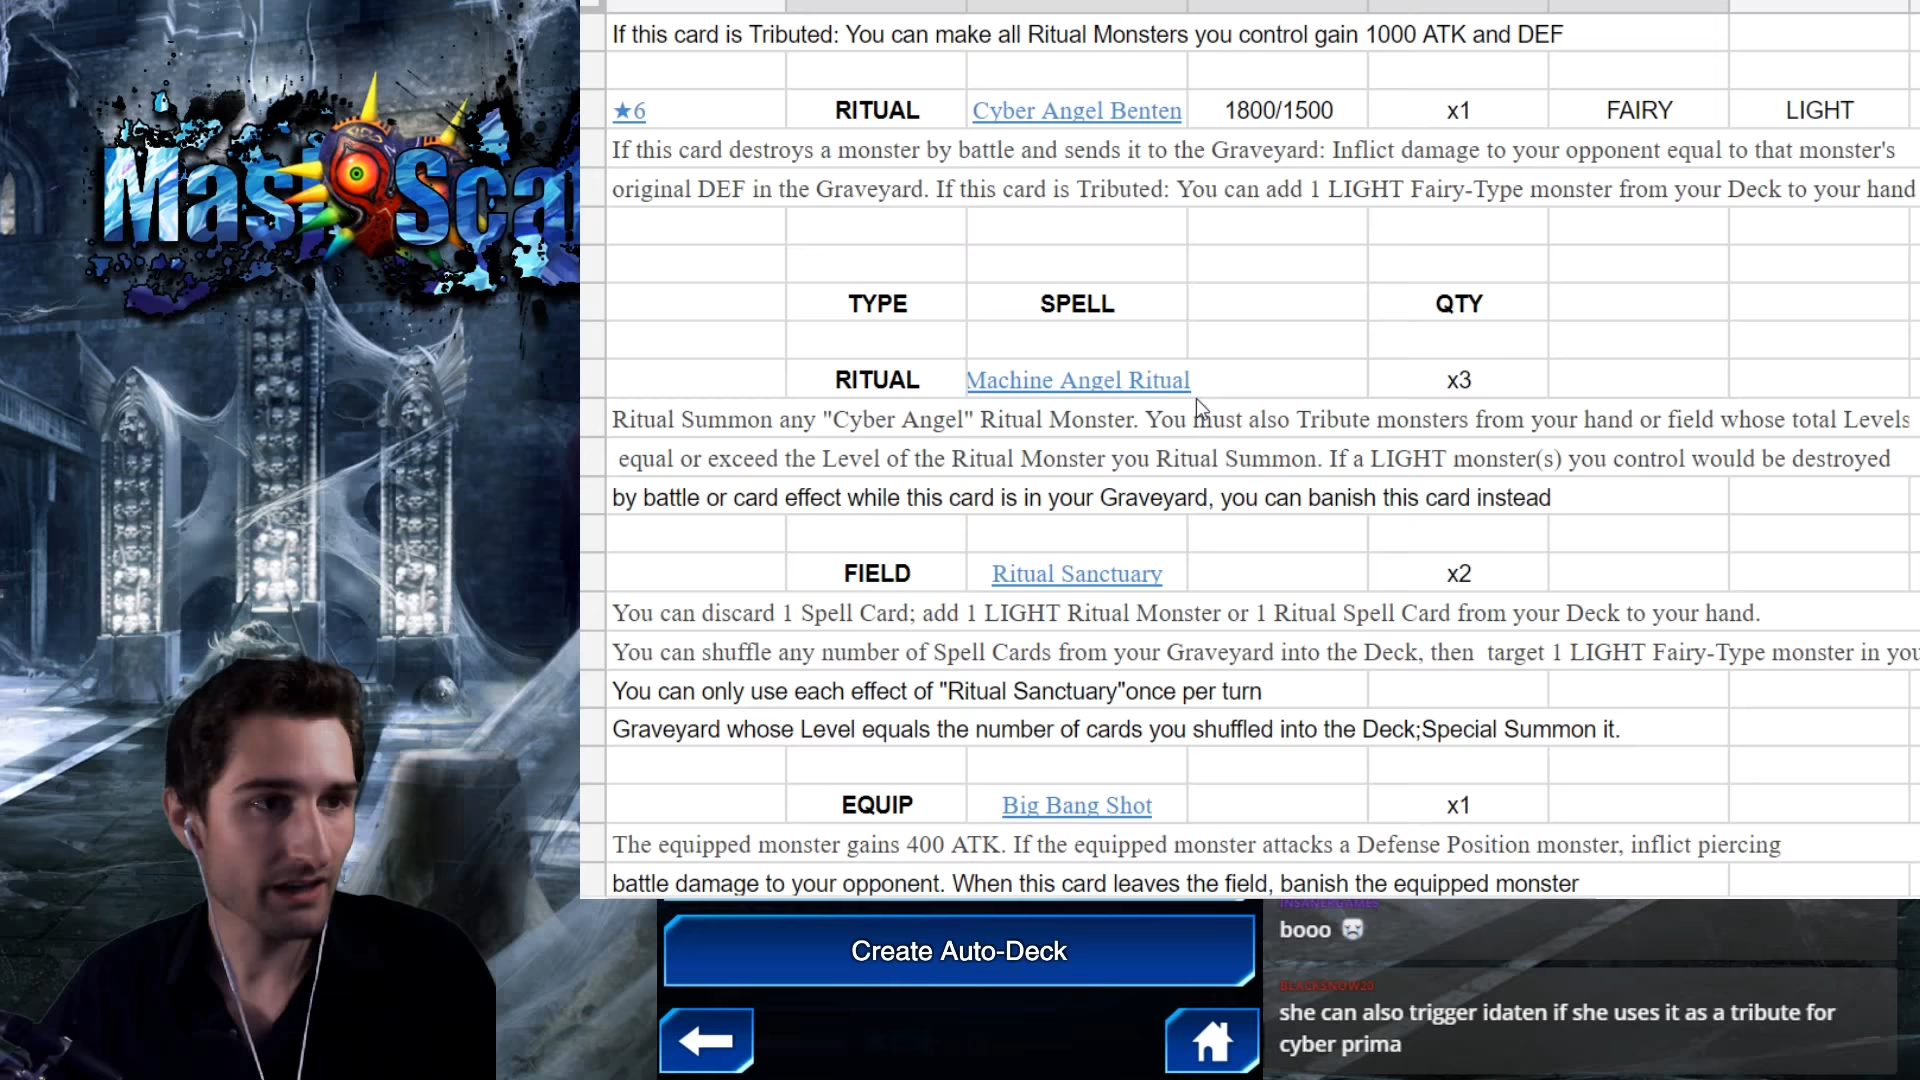 If this card is Tributed: You can make all Ritual Monsters you control gain 1000 ATK and DEF
★6 RITUAL Cyber Angel Benten 1800/1500 x1 FAIRY LIGHT
If this card destroys a monster by battle and sends it to the Graveyard: Inflict damage to your opponent equal to that monster's
original DEF in the Graveyard. If this card is Tributed: You can add 1 LIGHT Fairy-Type monster from your Deck to your hand
TYPE SPELL QTY
RITUAL Machine Angel Ritual x3
Ritual Summon any "Cyber Angel" Ritual Monster. You must also Tribute monsters from your hand or field whose total Levels
equal or exceed the Level of the Ritual Monster you Ritual Summon. If a LIGHT monster(s) you control would be destroyed
by battle or card effect while this card is in your Graveyard, you can banish this card instead
FIELD Ritual Sanctuary x2
You can discard 1 Spell Card; add 1 LIGHT Ritual Monster or 1 Ritual Spell Card from your Deck to your hand.
You can shuffle any number of Spell Cards from your Graveyard into the Deck, then target 1 LIGHT Fairy-Type monster in you
You can only use each effect of "Ritual Sanctuary"once per turn
Graveyard whose Level equals the number of cards you shuffled into the Deck;Special Summon it.
EQUIP Big Bang Shot x1
The equipped monster gains 400 ATK. If the equipped monster attacks a Defense Position monster, inflict piercing
battle damage to your opponent. When this card leaves the field, banish the equipped monster
Mas Sca
Create Auto-Deck
INSANERGAMES
booo
BLACKSNOW20
she can also trigger idaten if she uses it as a tribute for
cyber prima